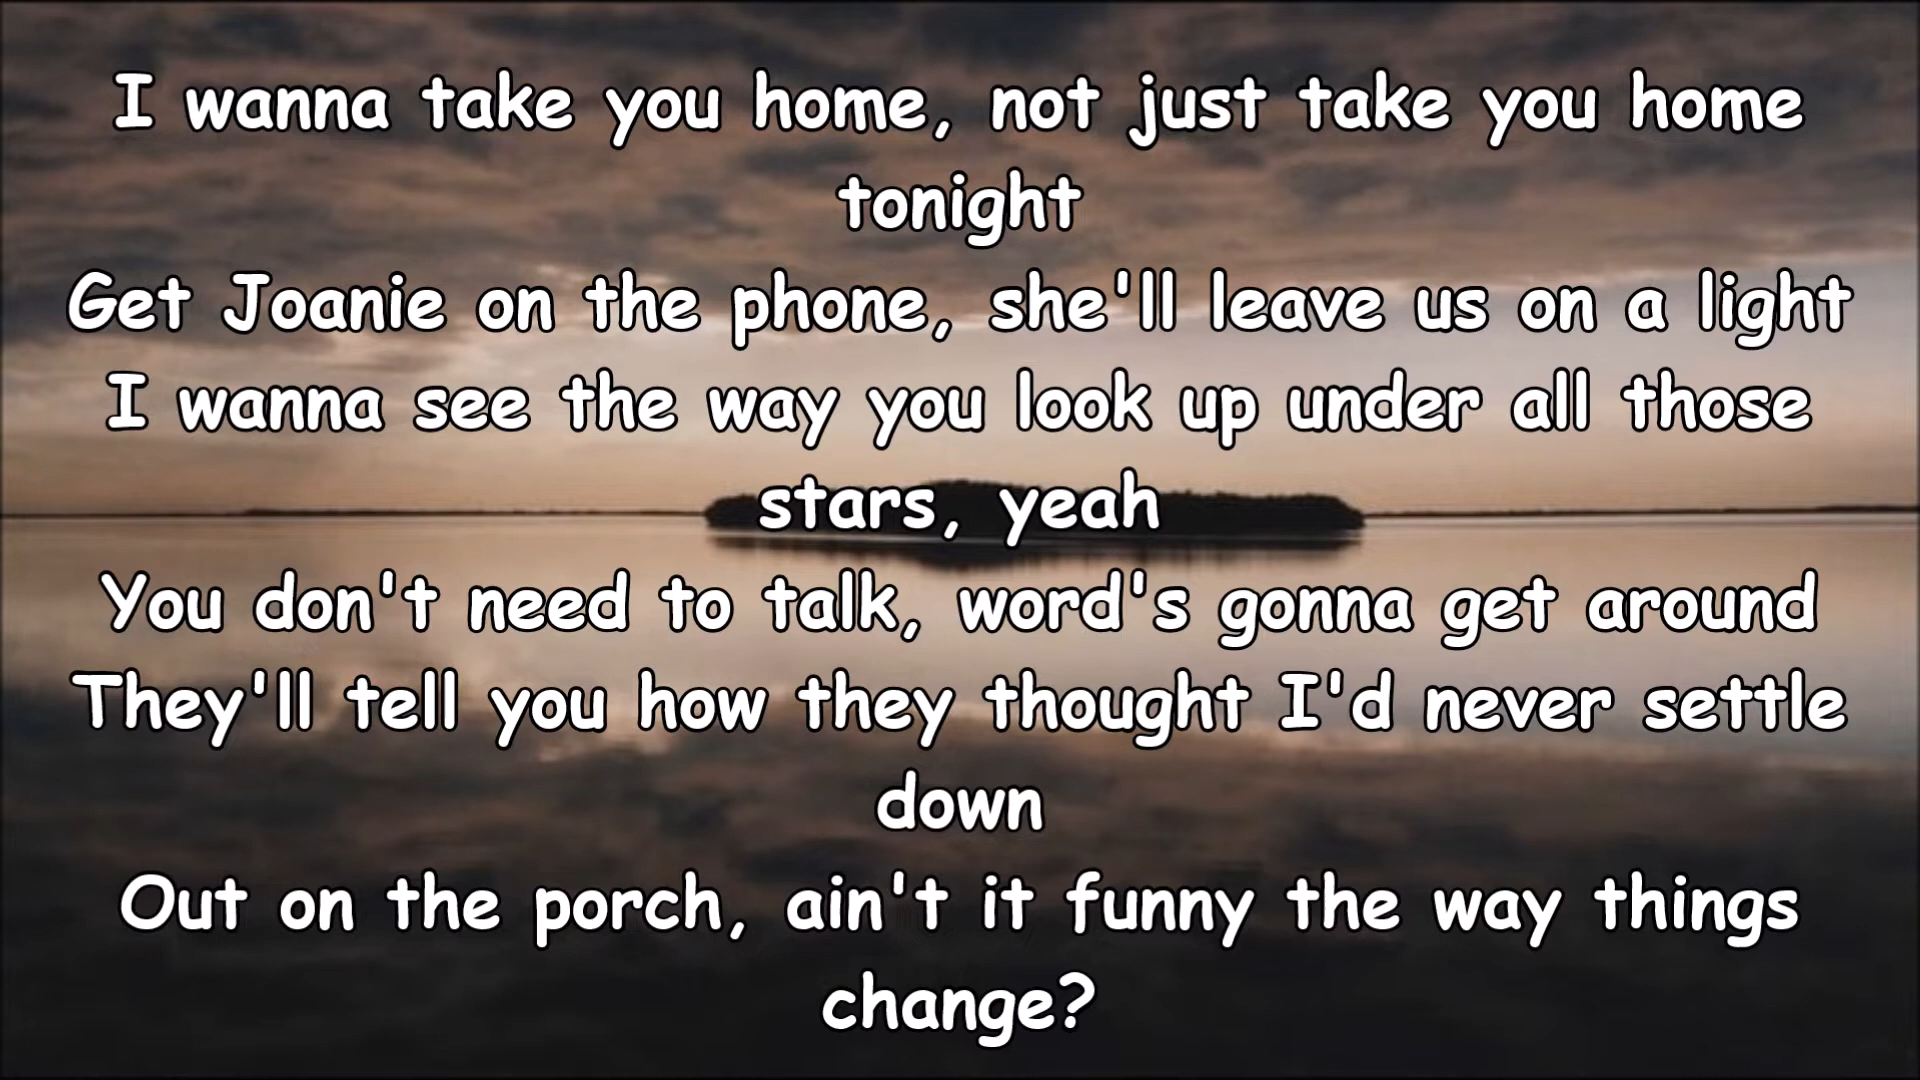 I wanna take you home, not just take you home
tonight
Get Joanie on the phone, she'll leave us on a light
I wanna see the way you look up under all those
stars, yeah
You don't need to talk, word's gonna get around
They'll tell you how they thought I'd never settle
down
Out on the porch, ain't it funny the way things
change?